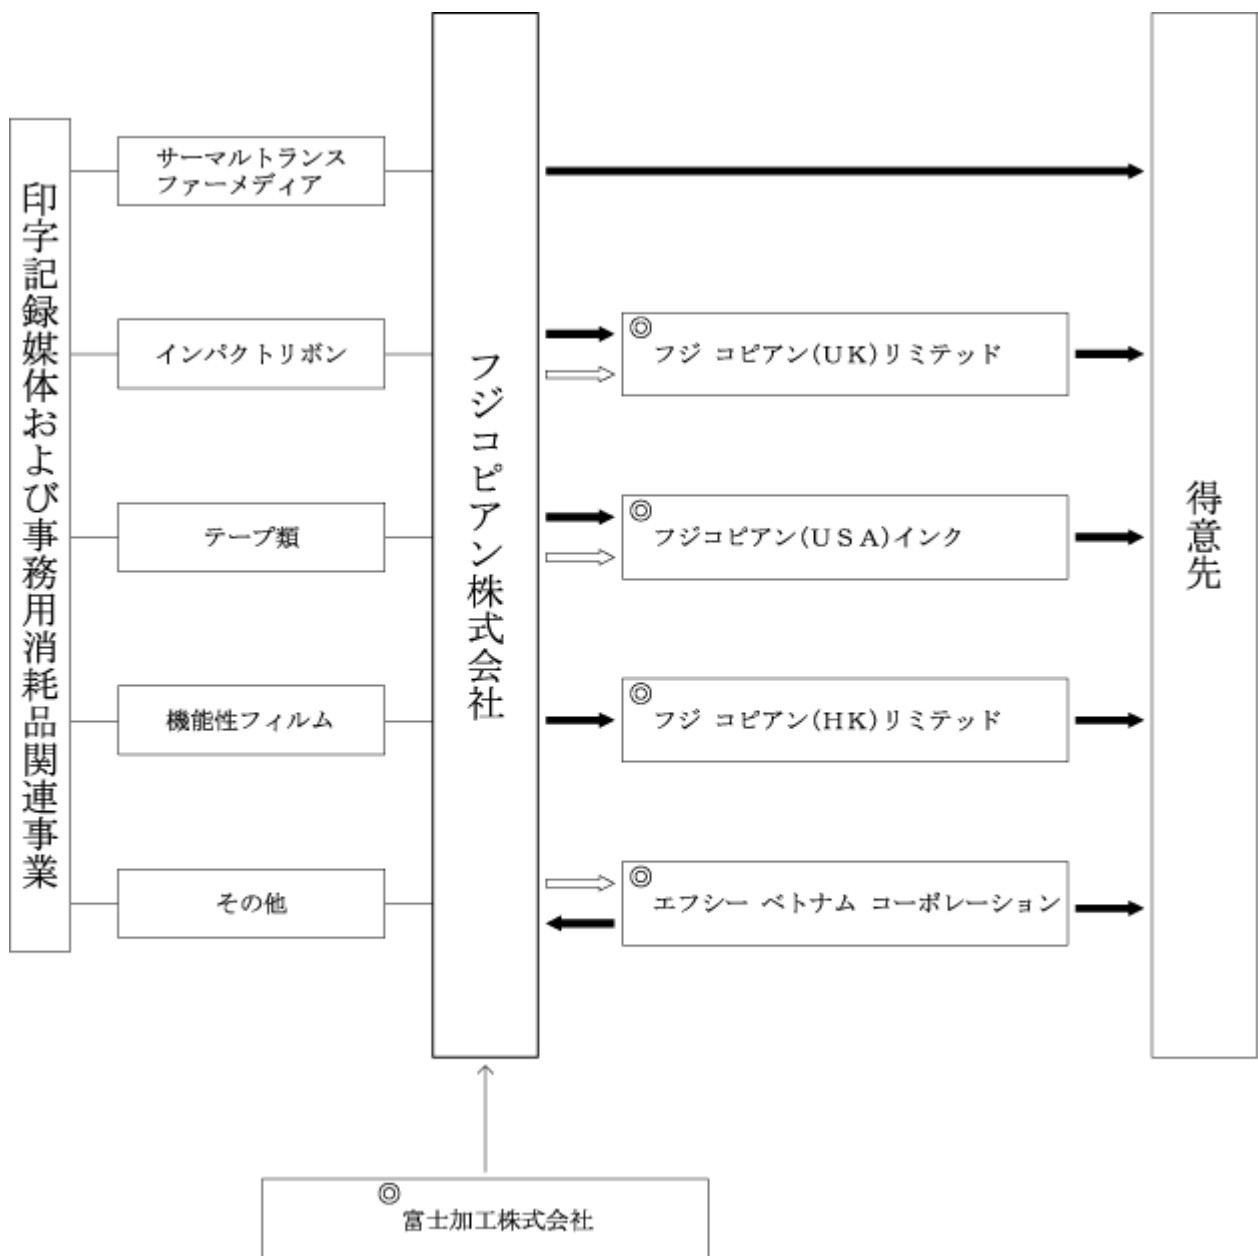 印字記録媒体および事務用消耗品関連事業
サーマルトランス
ファーメディア
インパクトリボン
テープ類
機能性フィルム
その他
フジコピアン株式会社
◎
フジ コピアン(UK)リミテッド
◎
フジコピアン(USA)インク
◎
フジ コピアン(HK)リミテッド
◎
エフシー ベトナム コーポレーション
得意先
◎
富士加工株式会社